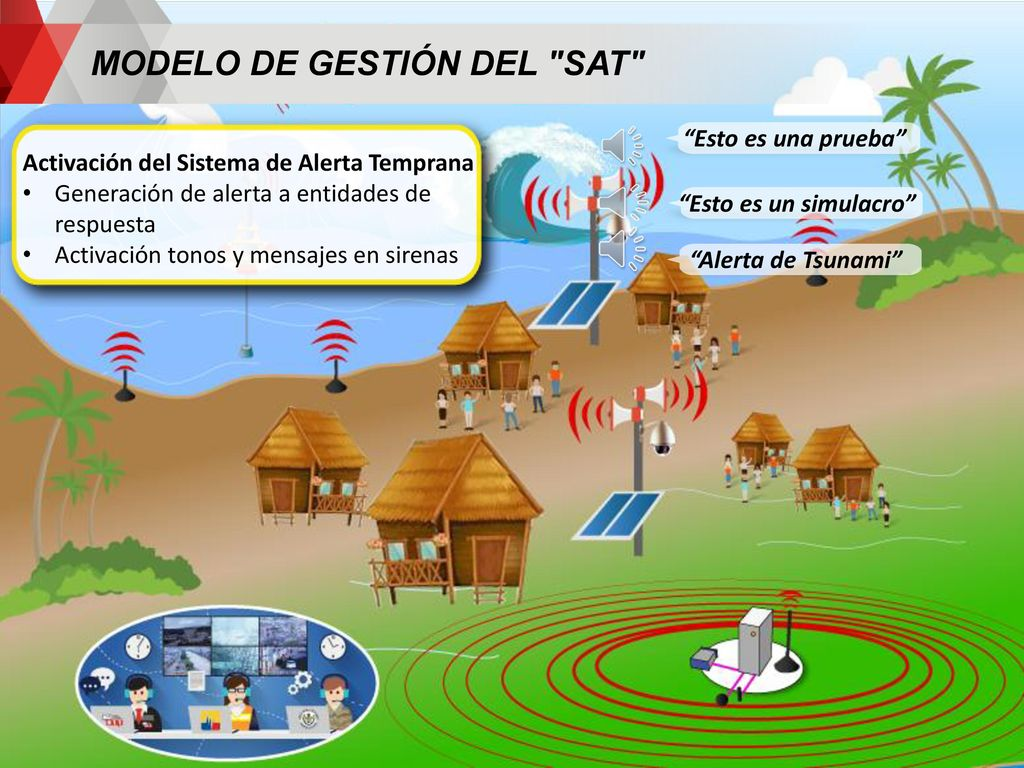 MODELO DE GESTIÓN DEL "SAT"
Activación del Sistema de Alerta Temprana
• Generación de alerta a entidades de
respuesta
• Activación tonos y mensajes en sirenas
“Esto es una prueba”
“Esto es un simulacro”
“Alerta de Tsunami”